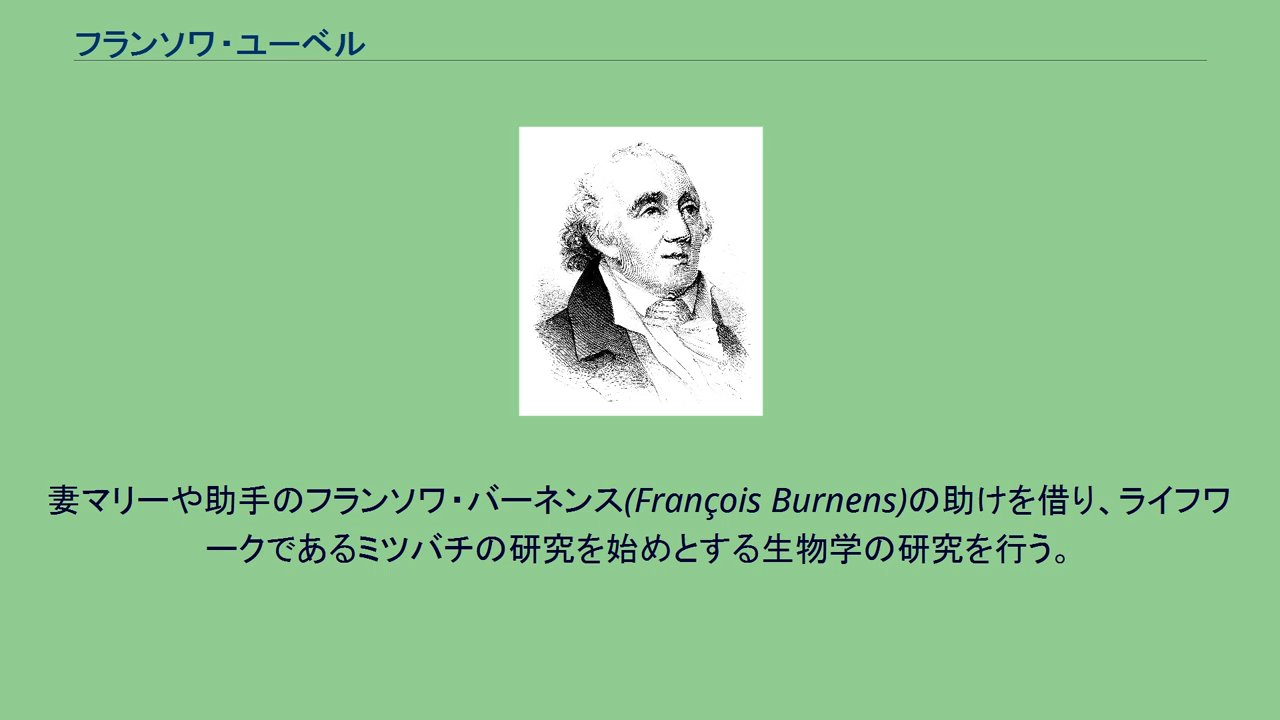 フランソワ・ユーベル
妻マリーや助手のフランソワ・バーネンス(François Burnens)の助けを借り、ライフワ
ークであるミツバチの研究を始めとする生物学の研究を行う。